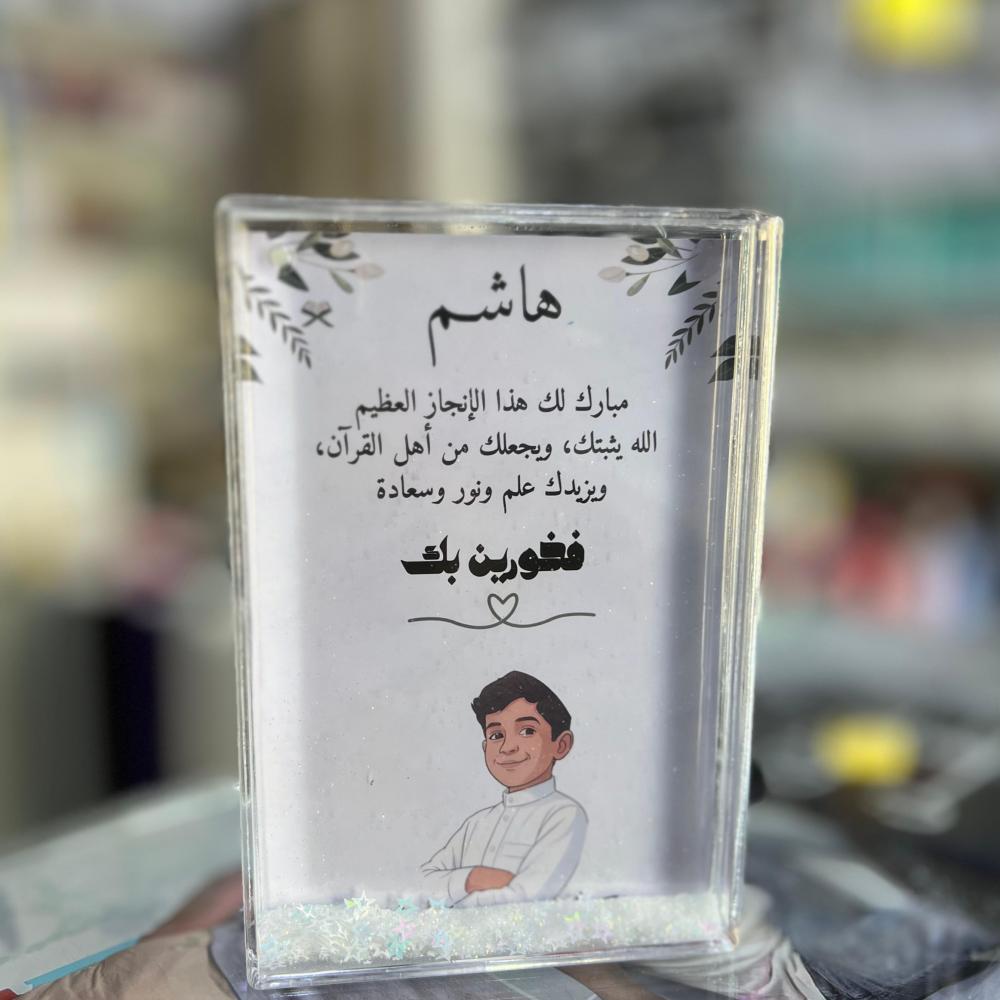 هاشم
مبارك لك هذا الإنجاز العظيم
الله يثبتك، ويجعلك من أهل القرآن،
ويزيدك علم ونور وسعادة
فخورين بك